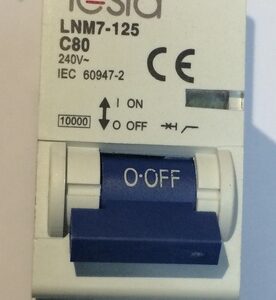 LNM7-125
C80
240V~
IEC 60947-2
CE
I ON
10000
O OFF
O·OFF